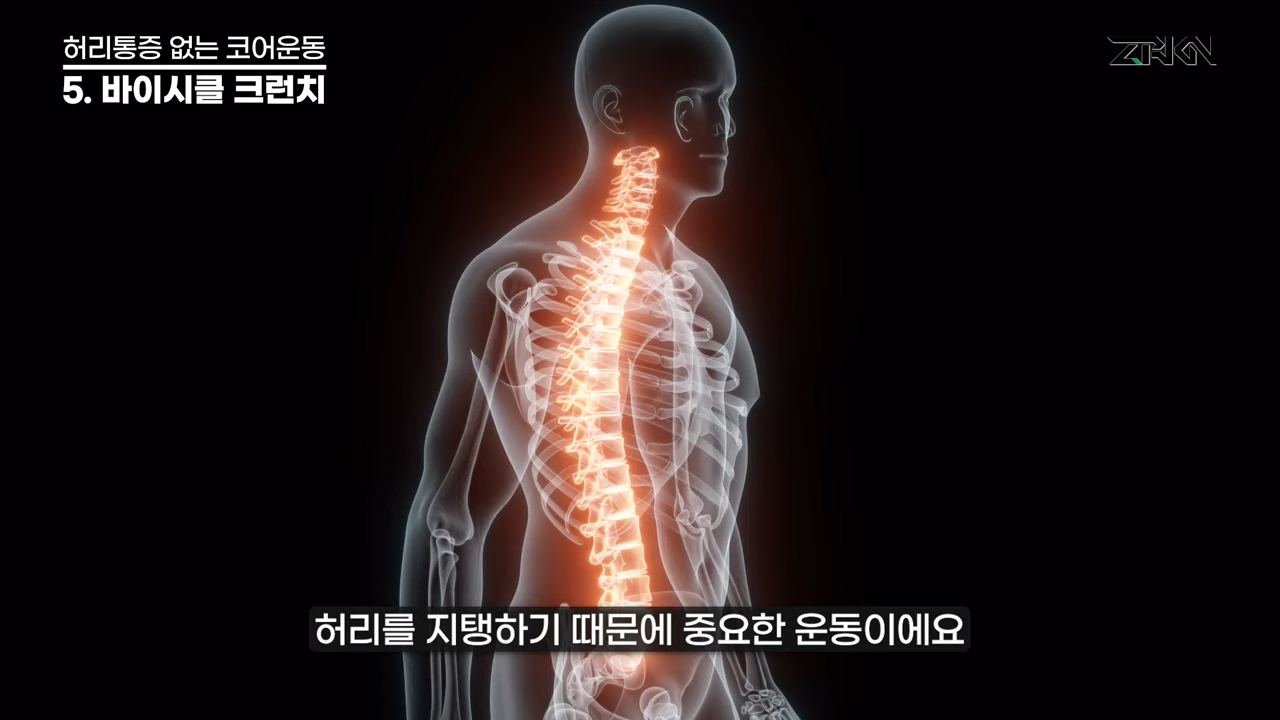 허리통증 없는 코어운동
5. 바이시클 크런치
허리를 지탱하기 때문에 중요한 운동이에요